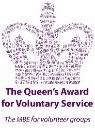 The Queen's Award
for Voluntary Service
The MBE for volunteer groups